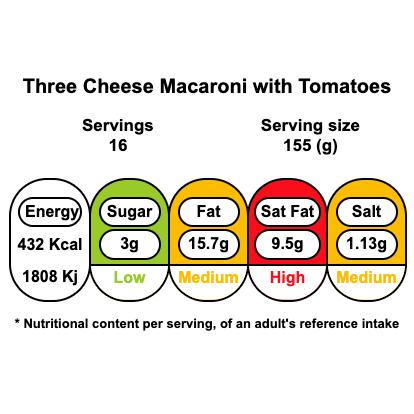 Three Cheese Macaroni with Tomatoes
Servings
16
Serving size
155 (g)
Energy
432 Kcal
1808 Kj
Sugar
3g
Low
Fat
15.7g
Medium
Sat Fat
9.5g
High
Salt
1.13g
Medium
* Nutritional content per serving, of an adult's reference intake